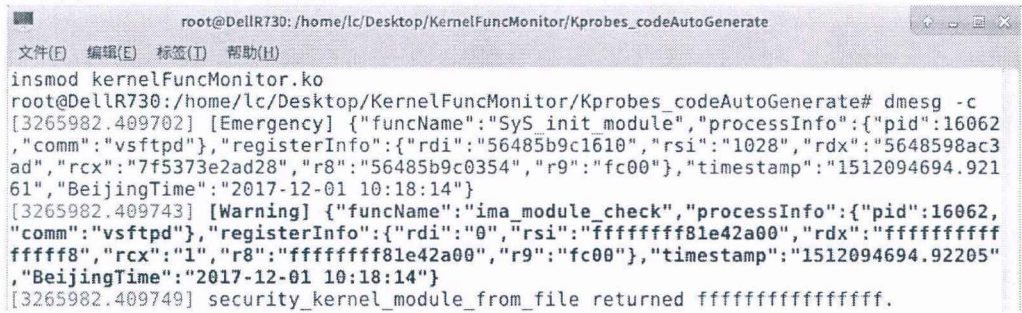 root@DellR730: /home/lc/Desktop/KernelFuncMonitor/Kprobes_codeAutoGenerate
文件(F) 编辑(E) 标签(T) 帮助(H)
insmod kernelFuncMonitor.ko
root@DellR730:/home/lc/Desktop/KernelFuncMonitor/Kprobes_codeAutoGenerate# dmesg -c
[3265982.409702] [Emergency] {"funcName":"SyS_init_module","processInfo":{"pid":16062
,"comm":"vsftpd"},"registerInfo":{"rdi":"56485b9c1610","rsi":"1028","rdx":"5648598ac3
ad","rcx":"7f5373e2ad28","r8":"56485b9c0354","r9":"fc00"},"timestamp":"1512094694.921
61","BeijingTime":"2017-12-01 10:18:14"}
[3265982.409743] [Warning] {"funcName":"ima_module_check","processInfo":{"pid":16062,
"comm":"vsftpd"},"registerInfo":{"rdi":"0","rsi":"ffffffff81e42a00","rdx":"ffffffffff
fffff8","rcx":"1","r8":"ffffffff81e42a00","r9":"fc00"},"timestamp":"1512094694.92205"
,"BeijingTime":"2017-12-01 10:18:14"}
[3265982.409749] security_kernel_module_from_file returned ffffffffffffffff.